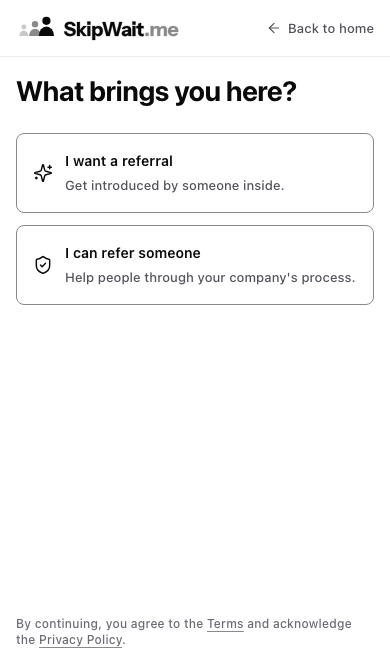 SkipWait.me
Back to home
What brings you here?
I want a referral
Get introduced by someone inside.
I can refer someone
Help people through your company's process.
By continuing, you agree to the Terms and acknowledge
the Privacy Policy.